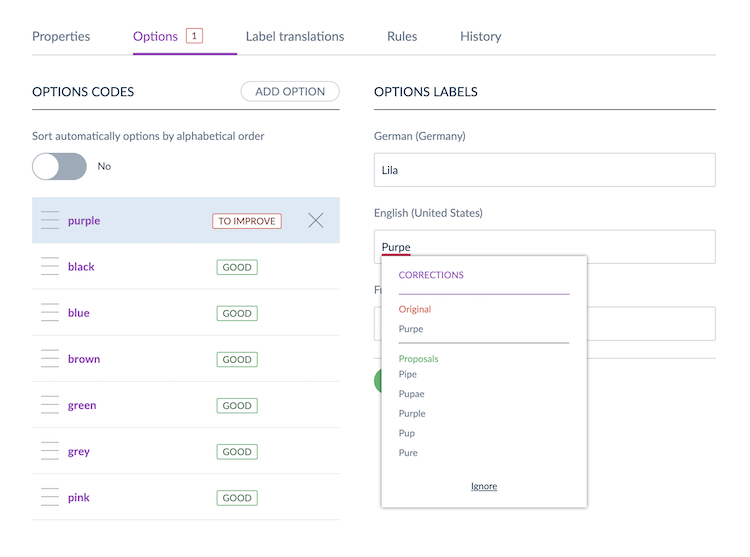 Properties
Options 1
Label translations
Rules
History
OPTIONS CODES
ADD OPTION
Sort automatically options by alphabetical order
No
purple TO IMPROVE
black GOOD
blue GOOD
brown GOOD
green GOOD
grey GOOD
pink GOOD
OPTIONS LABELS
German (Germany)
Lila
English (United States)
Purpe
CORRECTIONS
Original
Purpe
Proposals
Pipe
Pupae
Purple
Pup
Pure
Ignore